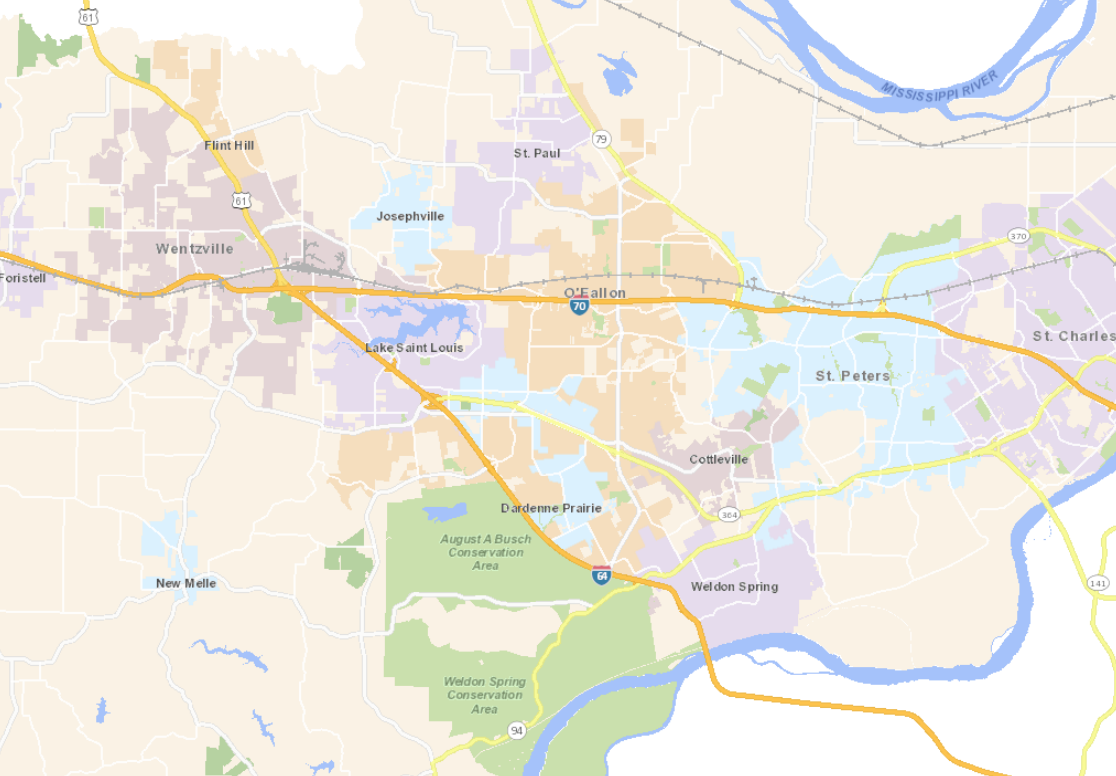 61
MISSISSIPPI RIVER
79
Flint Hill
St. Paul
61
Josephville
370
Wentzville
Foristell
O'Fallon
70
St. Charles
Lake Saint Louis
St. Peters
Cottleville
Dardenne Prairie
364
August A Busch
Conservation
Area
64
New Melle
Weldon Spring
141
Weldon Spring
Conservation
Area
94